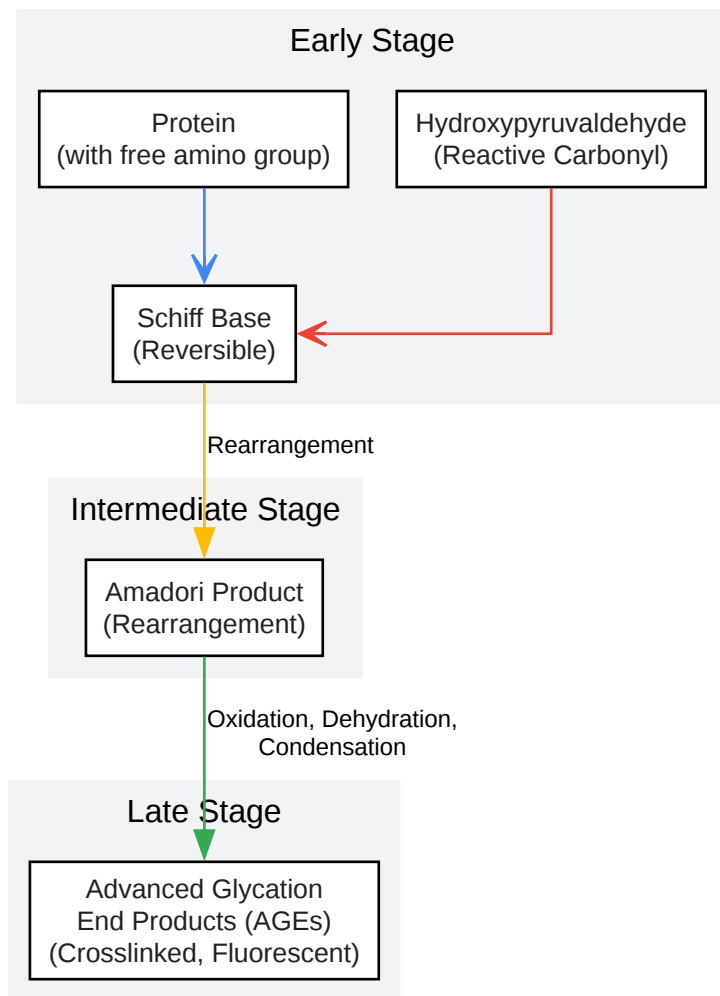 Early Stage
Protein
(with free amino group)
Hydroxypyruvaldehyde
(Reactive Carbonyl)
Schiff Base
(Reversible)
Rearrangement
Intermediate Stage
Amadori Product
(Rearrangement)
Oxidation, Dehydration,
Condensation
Late Stage
Advanced Glycation
End Products (AGEs)
(Crosslinked, Fluorescent)